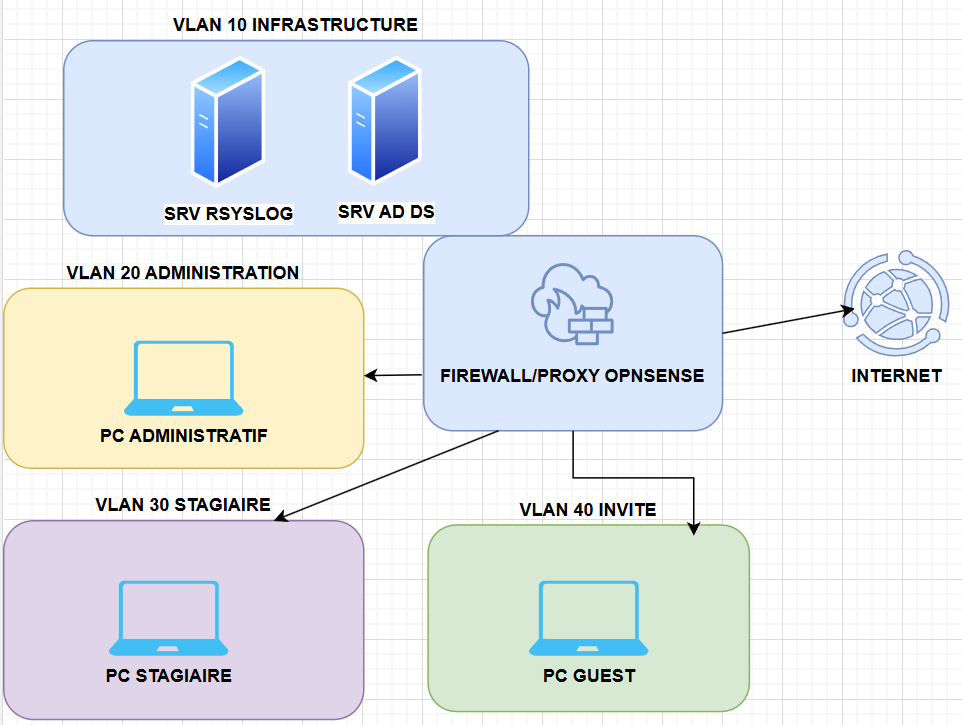 VLAN 10 INFRASTRUCTURE
SRV RSYSLOG
SRV AD DS
VLAN 20 ADMINISTRATION
PC ADMINISTRATIF
FIREWALL/PROXY OPNSENSE
INTERNET
VLAN 30 STAGIAIRE
PC STAGIAIRE
VLAN 40 INVITE
PC GUEST